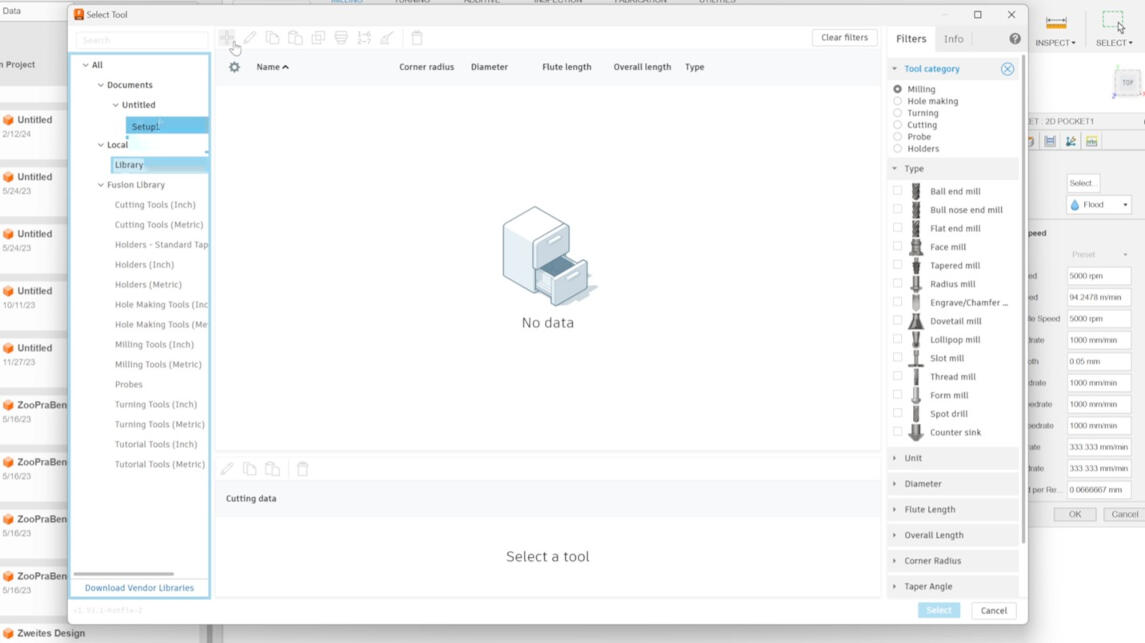 Data
MILLING
TURNING
ADDITIVE
INSPECTION
FABRICATION
UTILITIES
Select Tool
Search
Clear filters
Filters
Info
INSPECT
SELECT
Project
Name
Corner radius
Diameter
Flute length
Overall length
Type
All
Documents
Untitled
Setup1
Local
Library
Fusion Library
Cutting Tools (Inch)
Cutting Tools (Metric)
Holders - Standard Tap
Holders (Inch)
Holders (Metric)
Hole Making Tools (Inc
Hole Making Tools (Me
Milling Tools (Inch)
Milling Tools (Metric)
Probes
Turning Tools (Inch)
Turning Tools (Metric)
Tutorial Tools (Inch)
Tutorial Tools (Metric)
Download Vendor Libraries
Untitled
2/12/24
Untitled
5/24/23
Untitled
5/24/23
Untitled
10/11/23
Untitled
11/27/23
ZooPraBen
5/16/23
ZooPraBen
5/16/23
ZooPraBen
5/16/23
ZooPraBen
5/16/23
Zweites Design
No data
Cutting data
Select a tool
Tool category
Milling
Hole making
Turning
Cutting
Probe
Holders
Type
Ball end mill
Bull nose end mill
Flat end mill
Face mill
Tapered mill
Radius mill
Engrave/Chamfer ...
Dovetail mill
Lollipop mill
Slot mill
Thread mill
Form mill
Spot drill
Counter sink
Unit
Diameter
Flute Length
Overall Length
Corner Radius
Taper Angle
Select
Cancel
TOP
ET : 2D POCKET1
Select...
Flood
peed
Preset
ed 5000 rpm
ed 94.2478 m/min
le Speed 5000 rpm
drate 1000 mm/min
oth 0.05 mm
drate 1000 mm/min
eedrate 1000 mm/min
eedrate 1000 mm/min
rate 333.333 mm/min
drate 333.333 mm/min
d per Re... 0.0666667 mm
OK
Cancel